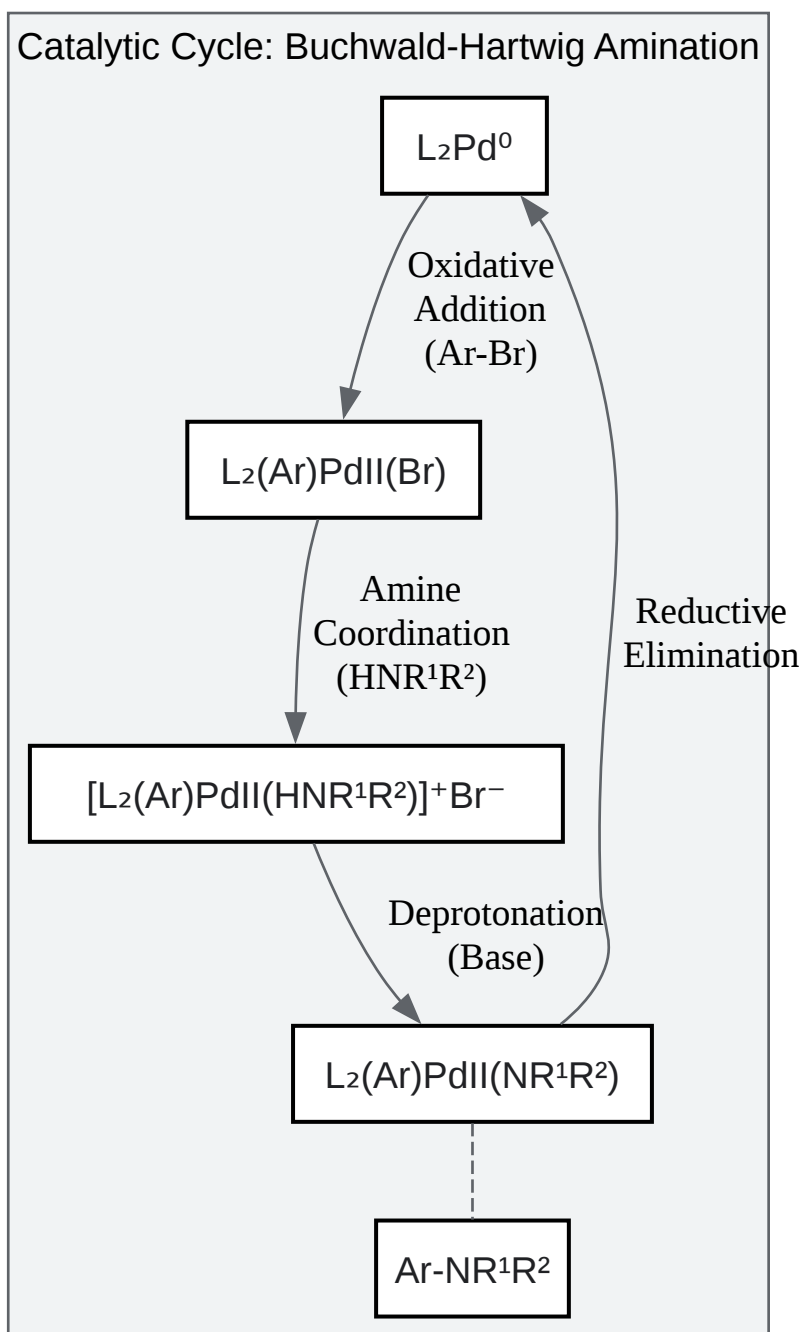 Catalytic Cycle: Buchwald-Hartwig Amination
L₂Pd⁰
Oxidative
Addition
(Ar-Br)
L₂(Ar)PdII(Br)
Amine
Coordination
(HNR¹R²)
Reductive
Elimination
[L₂(Ar)PdII(HNR¹R²)]⁺Br⁻
Deprotonation
(Base)
L₂(Ar)PdII(NR¹R²)
Ar-NR¹R²